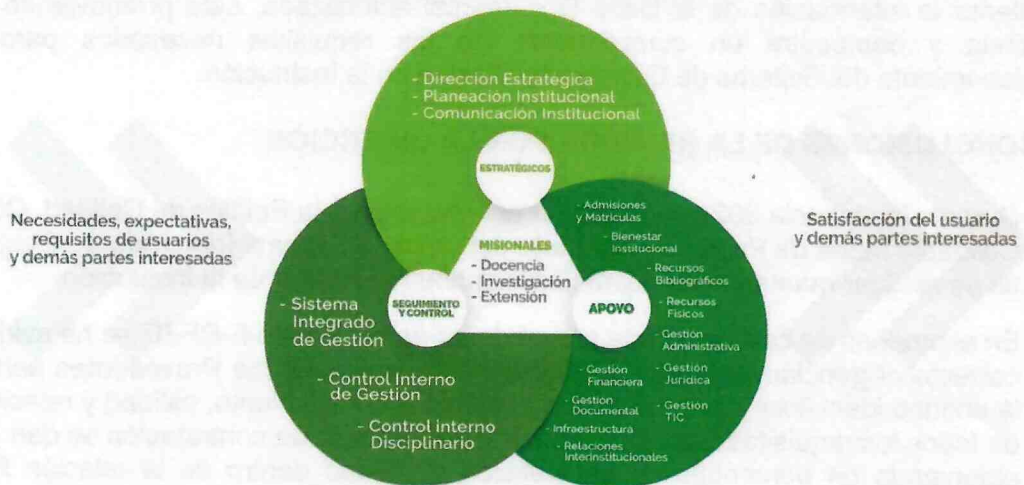 - Dirección Estratégica
- Planeación Institucional
- Comunicación Institucional
ESTRATÉGICOS
Necesidades, expectativas,
requisitos de usuarios
y demás partes interesadas
MISIONALES
- Docencia
- Investigación
- Extensión
SEGUIMIENTO
Y CONTROL
- Sistema
Integrado
de Gestión
- Control Interno
de Gestión
- Control interno
Disciplinario
APOYO
- Admisiones
y Matrículas
- Bienestar
Institucional
- Recursos
Bibliográficos
- Recursos
Físicos
- Gestión
Administrativa
- Gestión
Financiera
- Gestión
Jurídica
- Gestión
Documental
- Gestión
TIC
- Infraestructura
- Relaciones
Interinstitucionales
Satisfacción del usuario
y demás partes interesadas